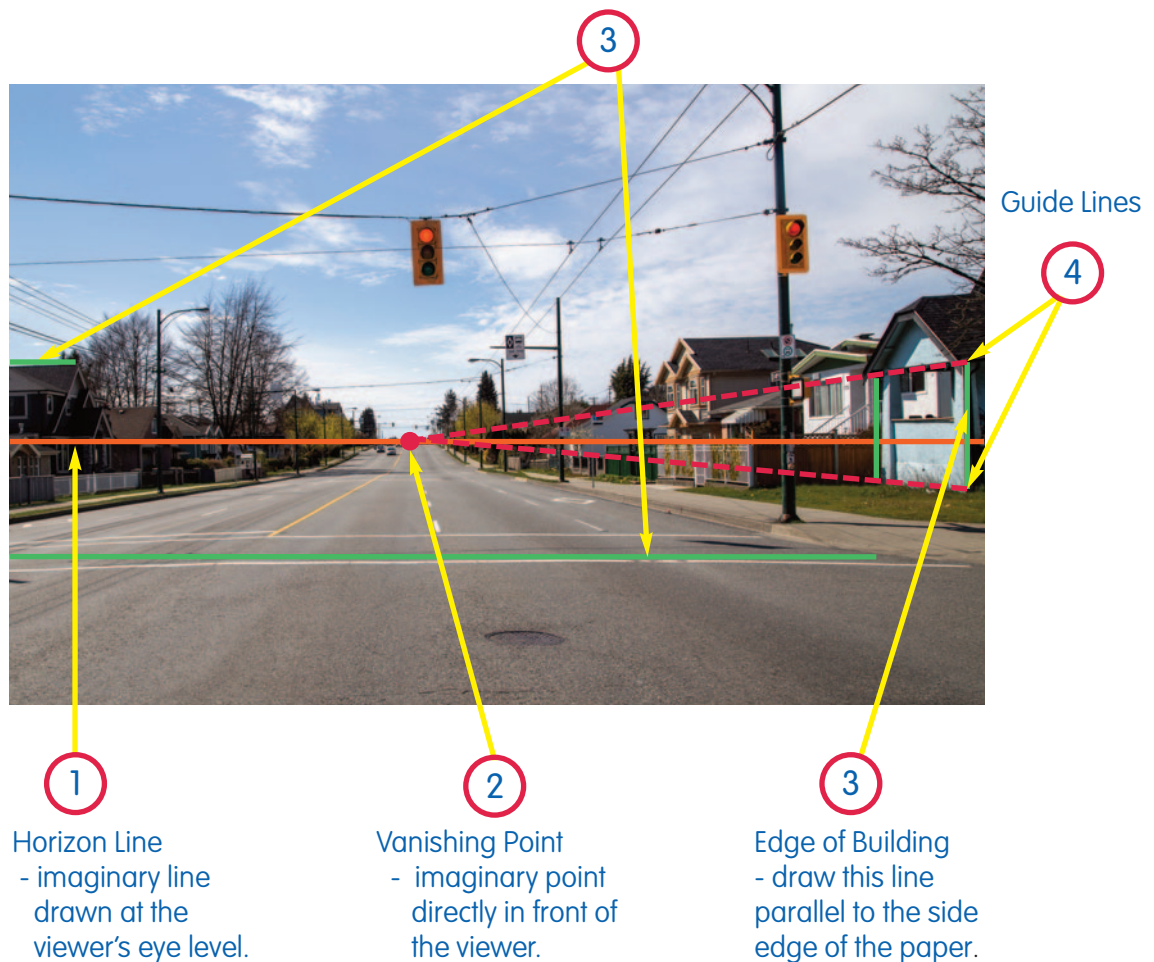 3
Guide Lines
4
1
2
3
Horizon Line
- imaginary line
drawn at the
viewer's eye level.
Vanishing Point
- imaginary point
directly in front of
the viewer.
Edge of Building
- draw this line
parallel to the side
edge of the paper.